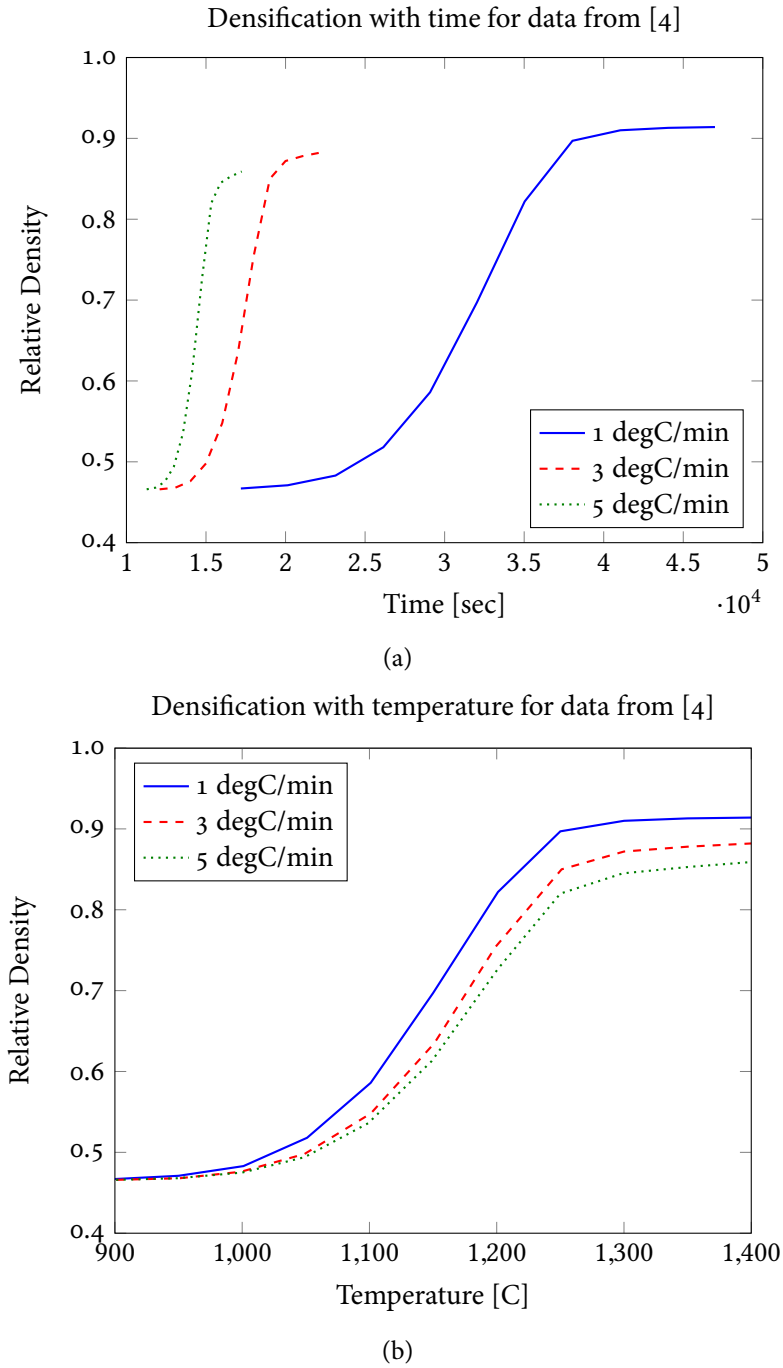 Densification with time for data from [4]
1.0
0.9
0.8
0.7
0.6
0.5
0.4
Relative Density
1 degC/min
3 degC/min
5 degC/min
1 1.5 2 2.5 3 3.5 4 4.5 5
Time [sec]
·10⁴
(a)
Densification with temperature for data from [4]
1.0
0.9
0.8
0.7
0.6
0.5
0.4
Relative Density
1 degC/min
3 degC/min
5 degC/min
900 1,000 1,100 1,200 1,300 1,400
Temperature [C]
(b)